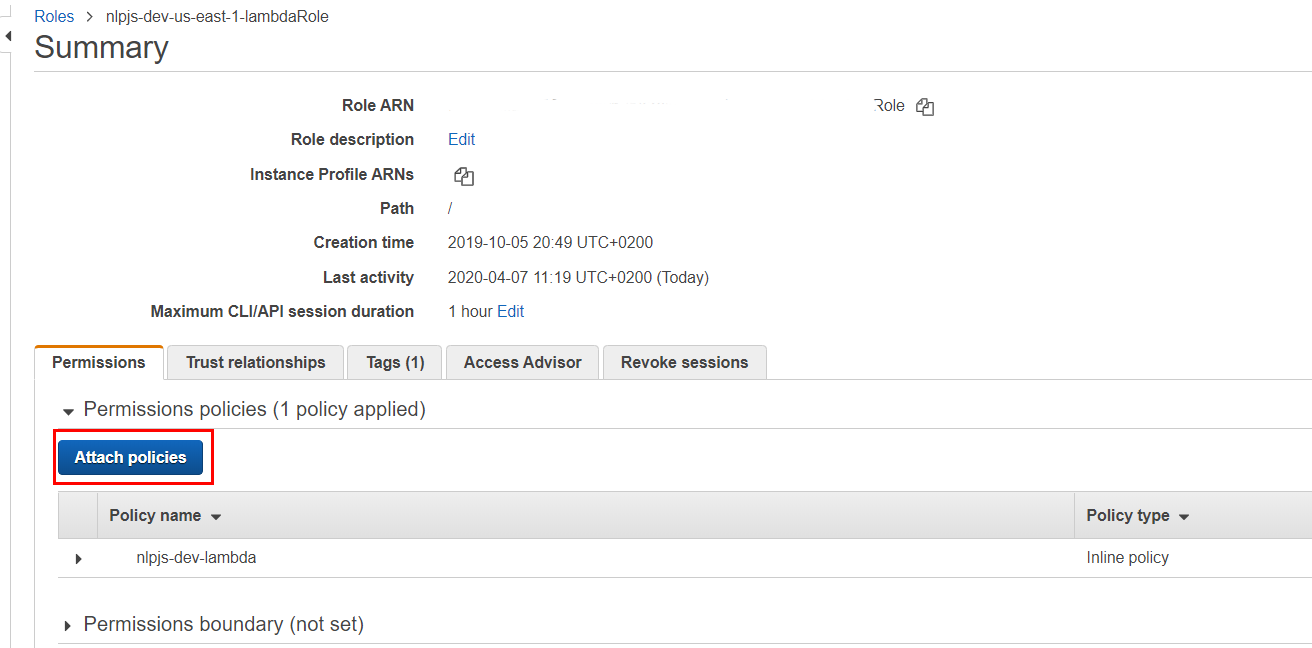 Roles > nlpjs-dev-us-east-1-lambdaRole
Summary
Role ARN Role
Role description Edit
Instance Profile ARNs
Path /
Creation time 2019-10-05 20:49 UTC+0200
Last activity 2020-04-07 11:19 UTC+0200 (Today)
Maximum CLI/API session duration 1 hour Edit
Permissions Trust relationships Tags (1) Access Advisor Revoke sessions
Permissions policies (1 policy applied)
Attach policies
Policy name Policy type
nlpjs-dev-lambda Inline policy
Permissions boundary (not set)